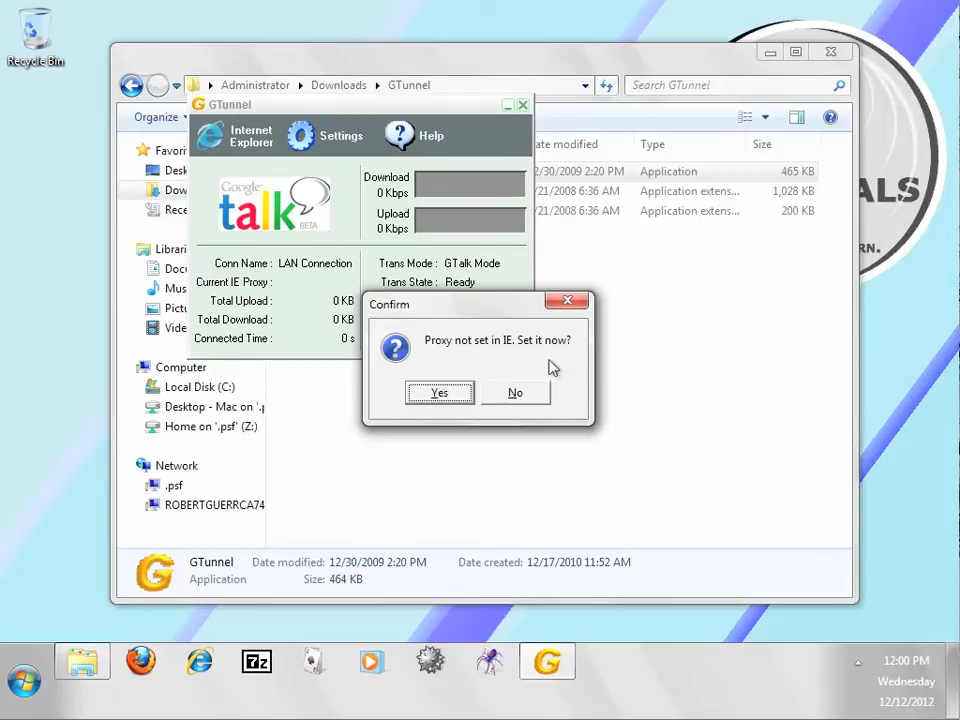 Recycle Bin
Administrator Downloads GTunnel
Search GTunnel
GTunnel
Organize
Internet Explorer
Settings
Help
ate modified Type Size
Favori
Desk
Dow
Rece
Download
0 Kbps
Upload
0 Kbps
Google
talk
BETA
2/30/2009 2:20 PM Application 465 KB
/21/2008 6:36 AM Application extens... 1,028 KB
/21/2008 6:36 AM Application extens... 200 KB
ALS
RN.
Librari
Doc
Mus
Pictu
Vide
Conn Name : LAN Connection
Current IE Proxy :
Total Upload : 0 KB
Total Download : 0 KB
Connected Time : 0 s
Trans Mode : GTalk Mode
Trans State : Ready
Confirm
Proxy not set in IE. Set it now?
Yes No
Computer
Local Disk (C:)
Desktop - Mac on '.p
Home on '.psf' (Z:)
Network
.psf
ROBERTGUERRCA74
GTunnel Date modified: 12/30/2009 2:20 PM Date created: 12/17/2010 11:52 AM
Application Size: 464 KB
7z
12:00 PM
Wednesday
12/12/2012